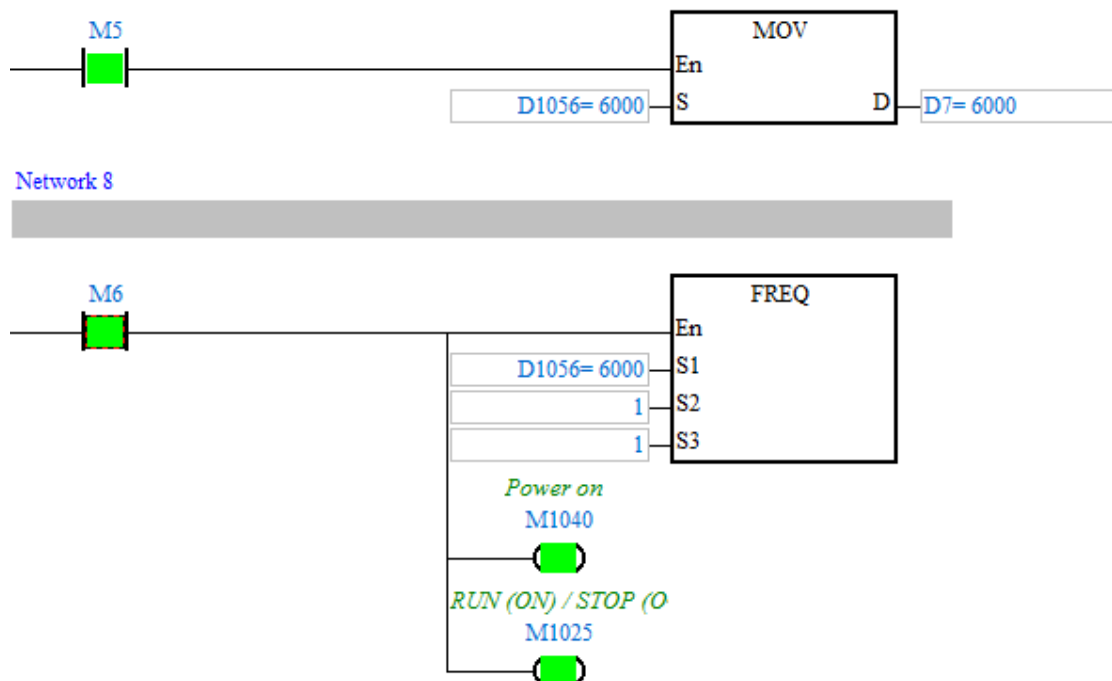 M5
MOV
En
D1056= 6000 S D D7= 6000
Network 8
M6
FREQ
En
D1056= 6000 S1
1 S2
1 S3
Power on
M1040
RUN (ON) / STOP (O
M1025